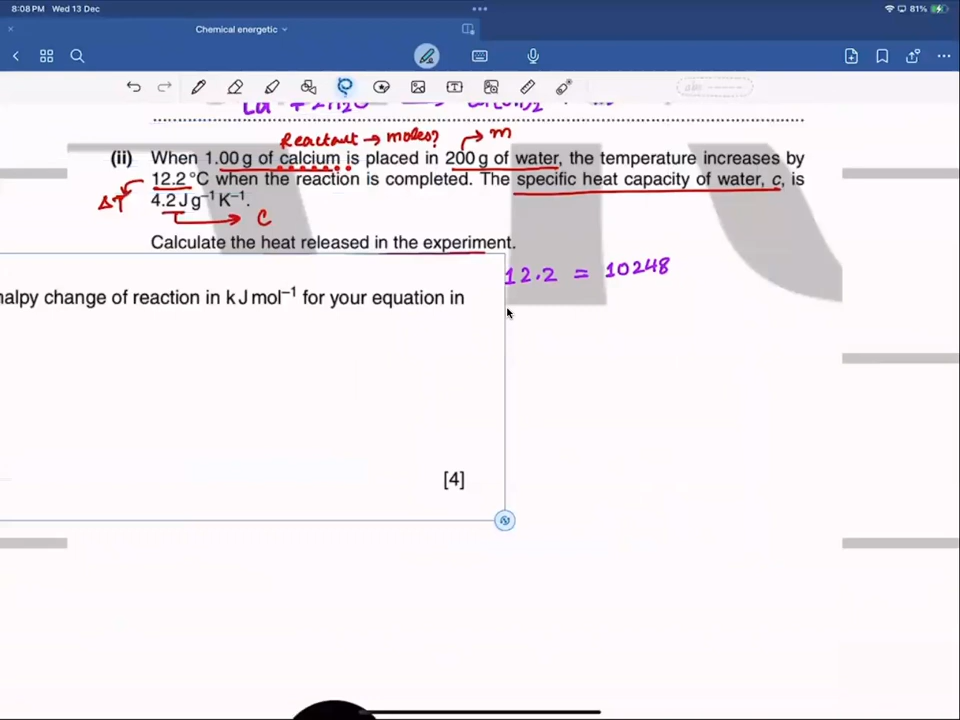 8:08 PM Wed 13 Dec
81%
Chemical energetic
Reactant → moles? → m
(ii) When 1.00 g of calcium is placed in 200 g of water, the temperature increases by
12.2 °C when the reaction is completed. The specific heat capacity of water, c, is
ΔT
4.2 J g⁻¹ K⁻¹.
→ C
Calculate the heat released in the experiment.
12.2 = 10248
nalpy change of reaction in kJ mol⁻¹ for your equation in
[4]